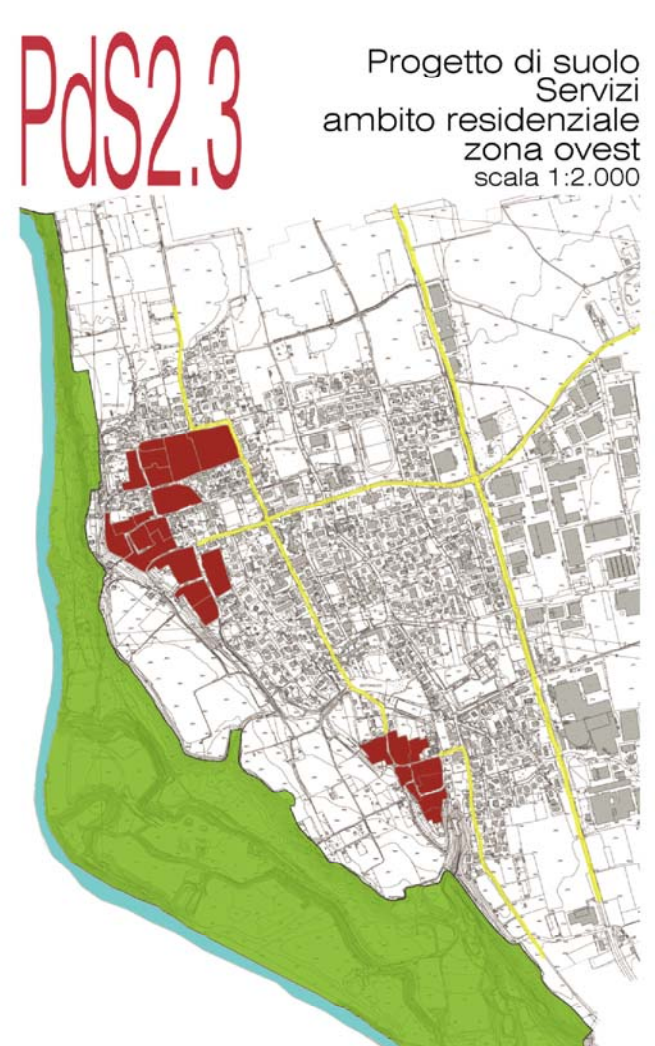 PdS2.3
Progetto di suolo
Servizi
ambito residenziale
zona ovest
scala 1:2.000